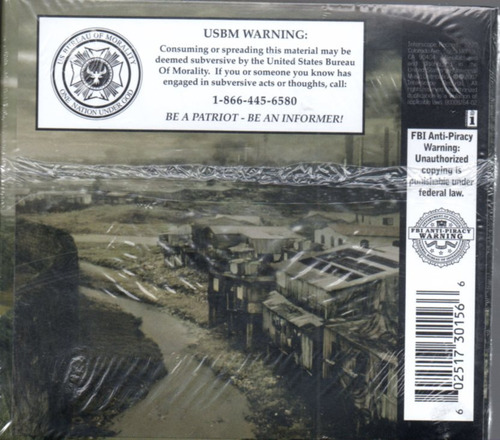 USBM WARNING:
Consuming or spreading this material may be
deemed subversive by the United States Bureau
Of Morality. If you or someone you know has
engaged in subversive acts or thoughts, call:
1-866-445-6580
BE A PATRIOT - BE AN INFORMER!
US BUREAU OF MORALITY
ONE NATION UNDER GOD
1
FBI Anti-Piracy
Warning:
Unauthorized
copying is
punishable under
federal law.
FBI ANTI-PIRACY
WARNING
6 02517 30156 6